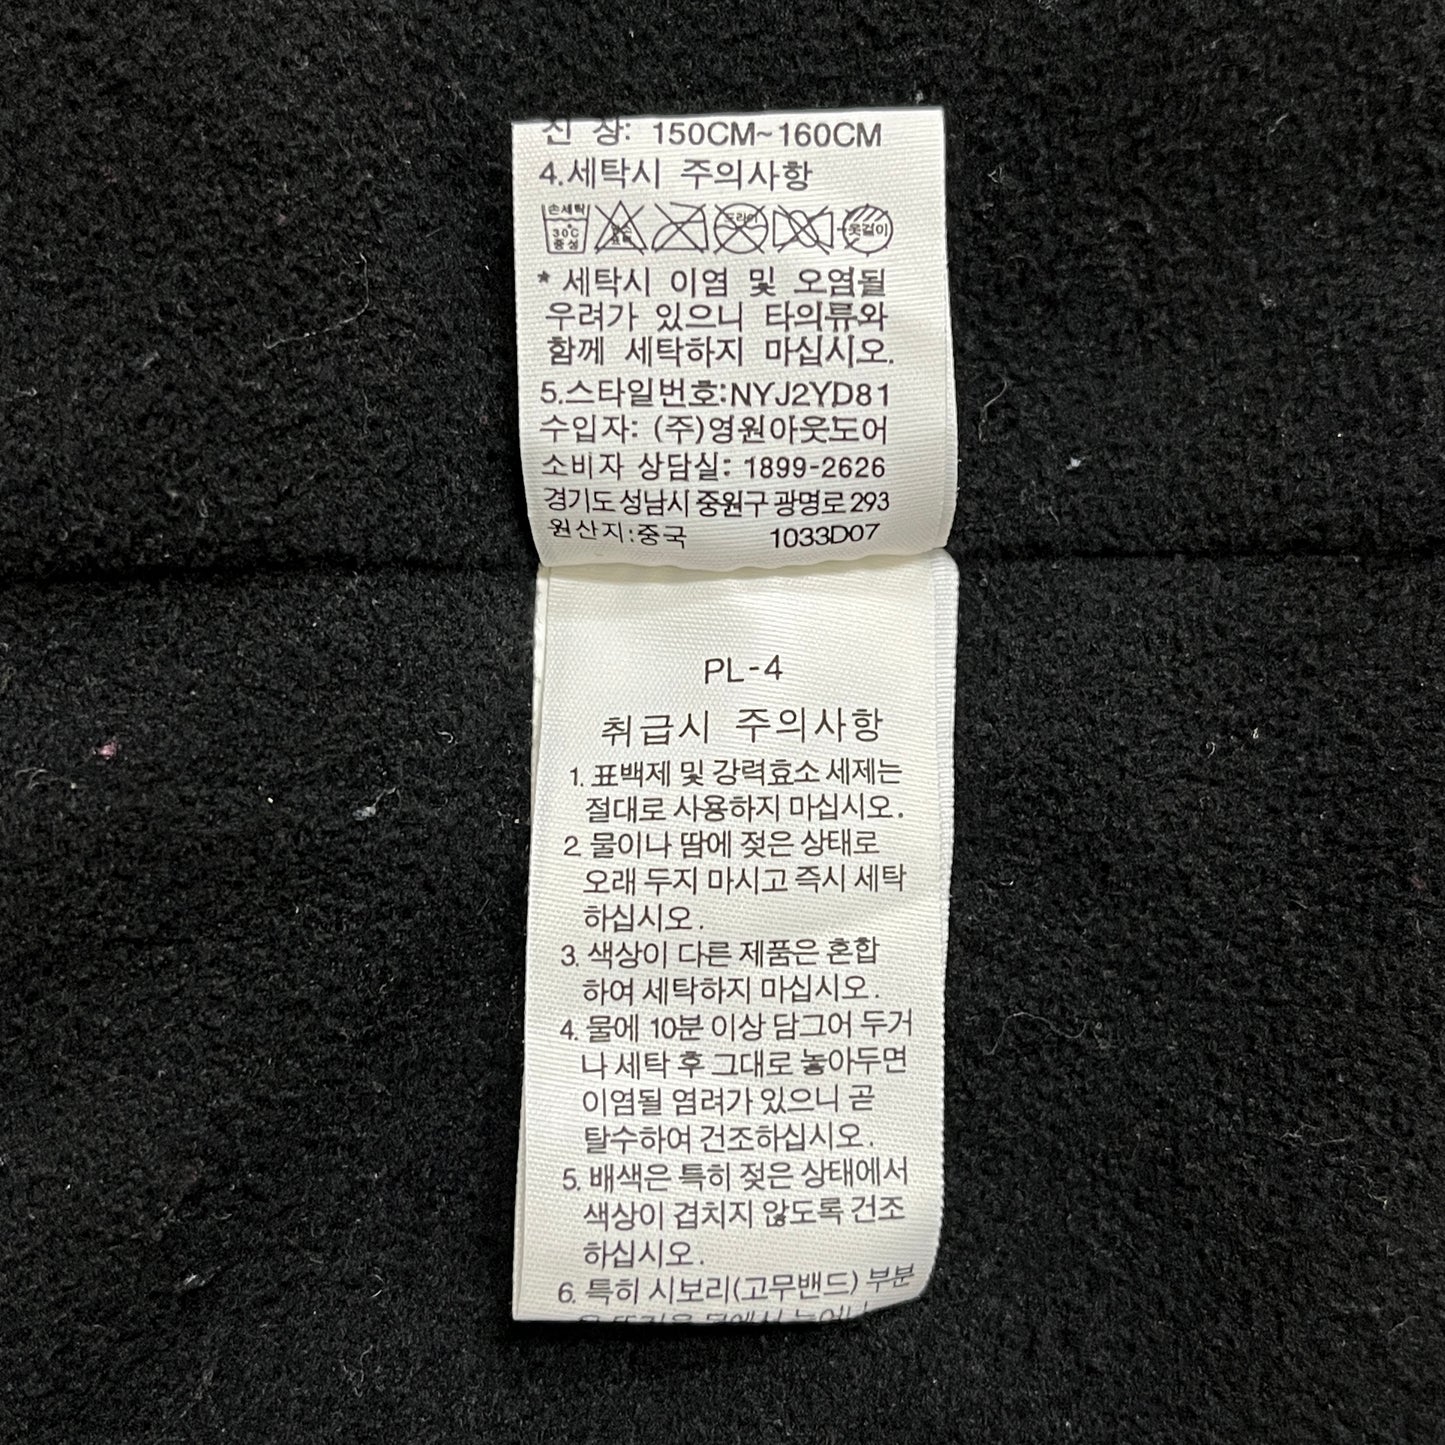 신 장: 150CM~160CM
4.세탁시 주의사항
손세탁 30℃ 중성 드라이 옷걸이
* 세탁시 이염 및 오염될
우려가 있으니 타의류와
함께 세탁하지 마십시오.
5.스타일번호:NYJ2YD81
수입자: (주)영원아웃도어
소비자 상담실: 1899-2626
경기도 성남시 중원구 광명로 293
원산지:중국 1033D07
PL-4
취급시 주의사항
1. 표백제 및 강력효소 세제는
절대로 사용하지 마십시오.
2. 물이나 땀에 젖은 상태로
오래 두지 마시고 즉시 세탁
하십시오.
3. 색상이 다른 제품은 혼합
하여 세탁하지 마십시오.
4. 물에 10분 이상 담그어 두거
나 세탁 후 그대로 놓아두면
이염될 염려가 있으니 곧
탈수하여 건조하십시오.
5. 배색은 특히 젖은 상태에서
색상이 겹치지 않도록 건조
하십시오.
6. 특히 시보리(고무밴드) 부분